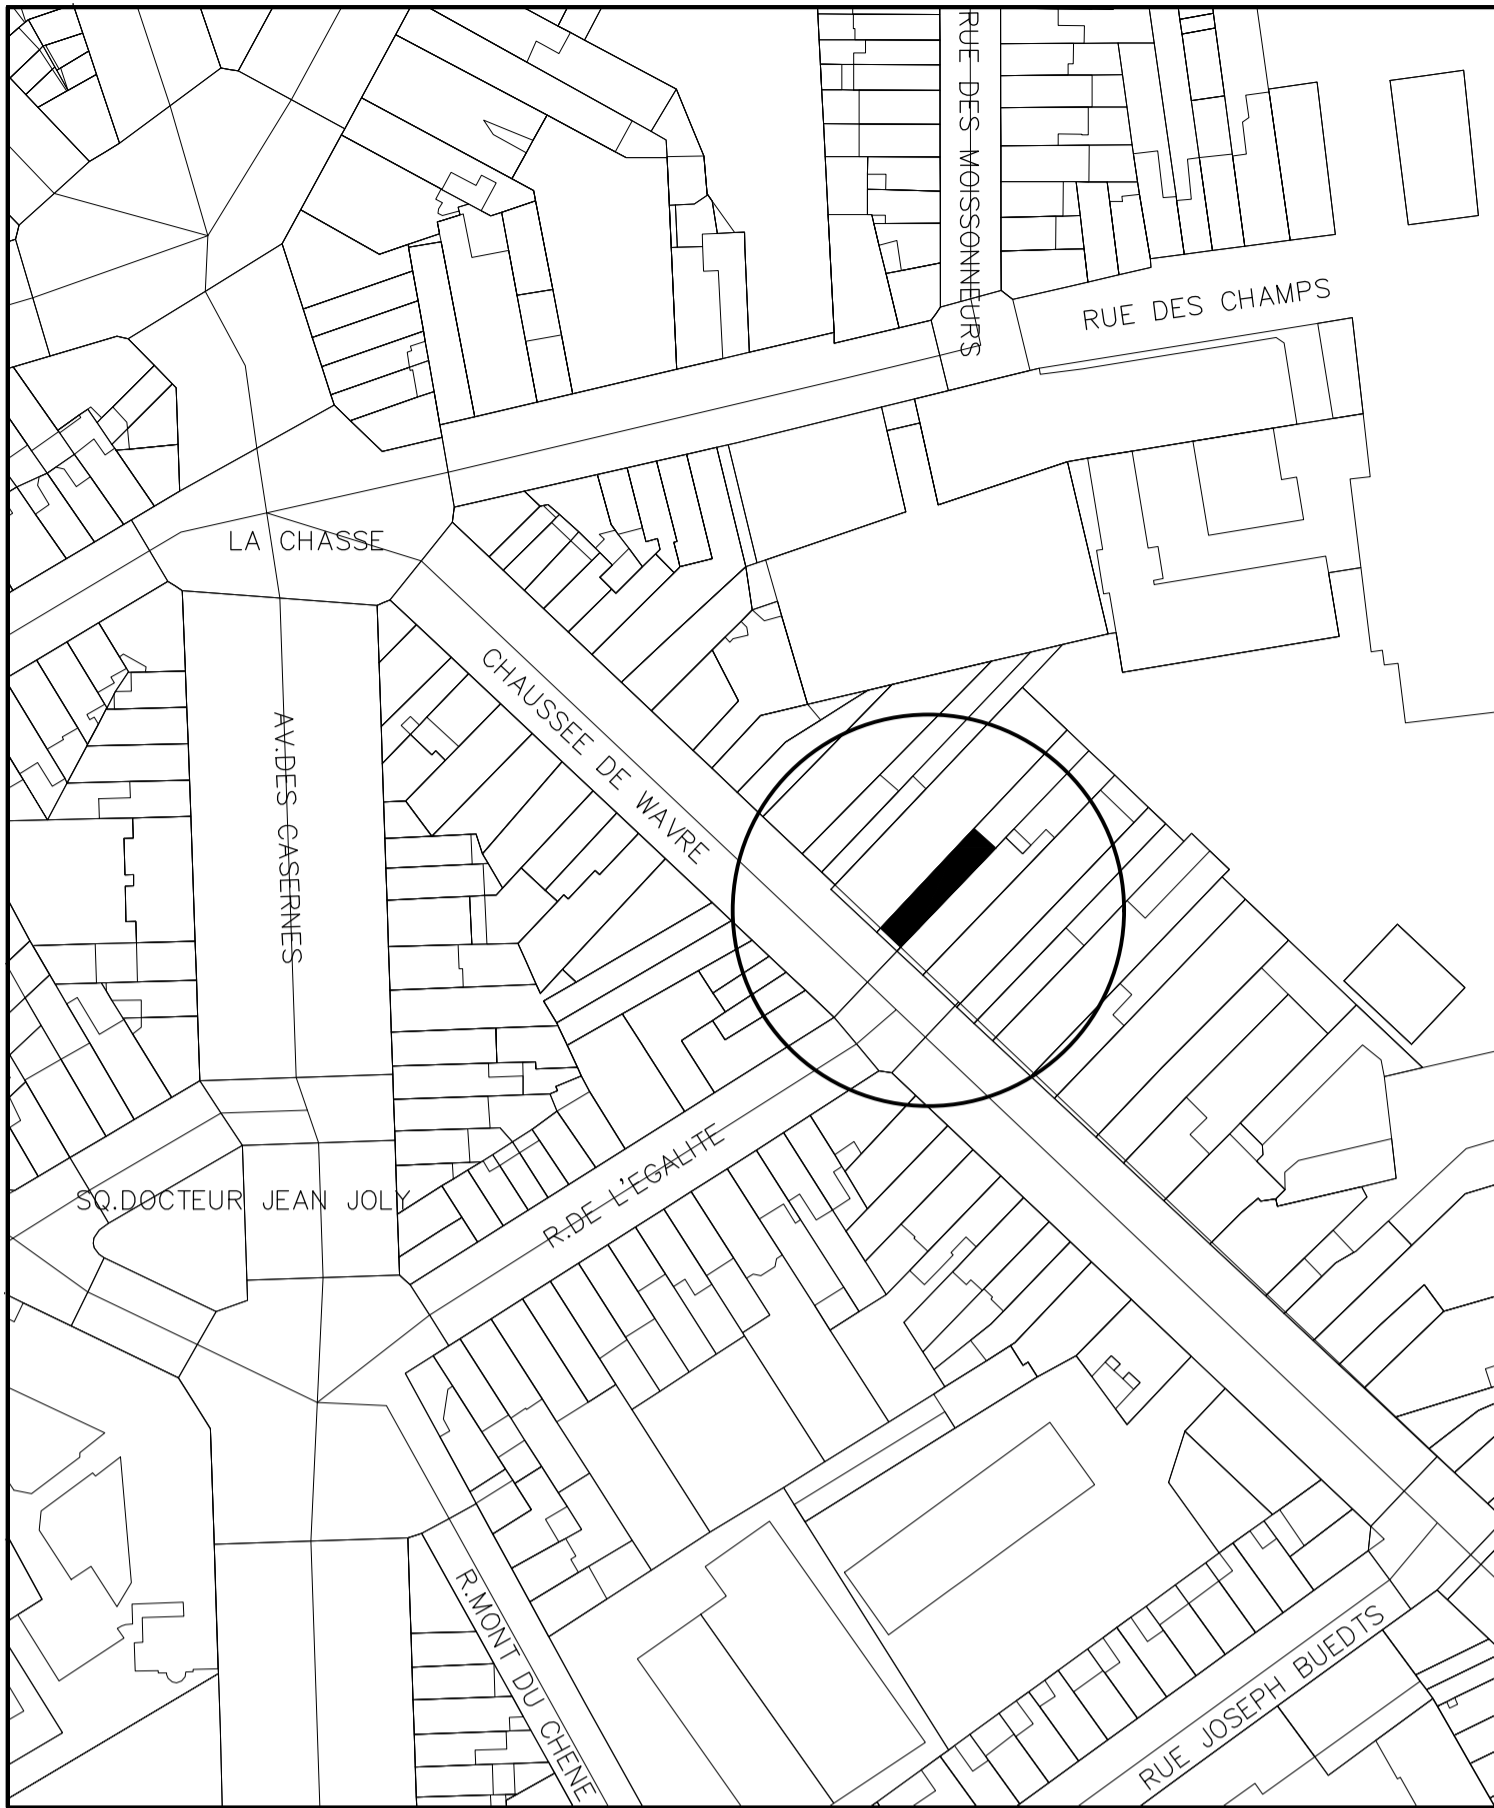 RUE DES MOISSONNEURS
RUE DES CHAMPS
LA CHASSE
CHAUSSEE DE WAVRE
AV.DES CASERNES
R.DE L'EGALITE
SQ.DOCTEUR JEAN JOLY
R.MONT DU CHENE
RUE JOSEPH BUEDTS